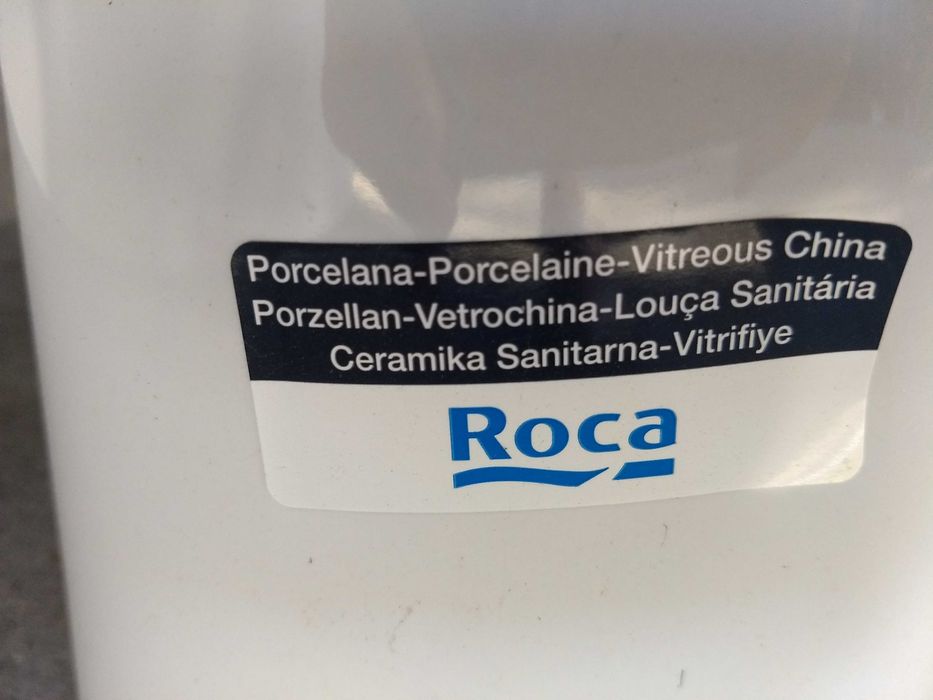 Porcelana-Porcelaine-Vitreous China
Porzellan-Vetrochina-Louça Sanitária
Ceramika Sanitarna-Vitrifiye
Roca